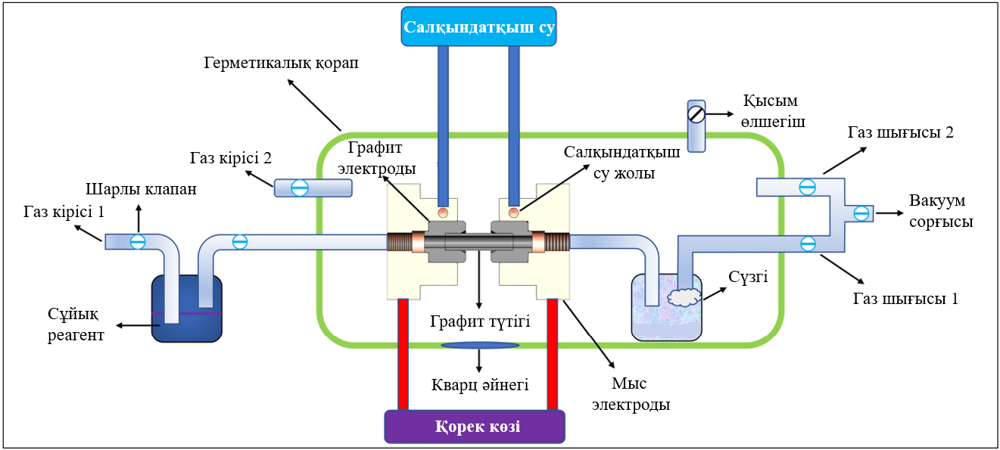 Салқындатқыш су
Герметикалық қорап
Қысым
өлшегіш
Графит
электроды
Салқындатқыш
су жолы
Газ шығысы 2
Газ кірісі 2
Шарлы клапан
Газ кірісі 1
Вакуум
сорғысы
Сүзгі
Газ шығысы 1
Сұйық
реагент
Графит түтігі
Кварц әйнегі
Мыс
электроды
Қорек көзі